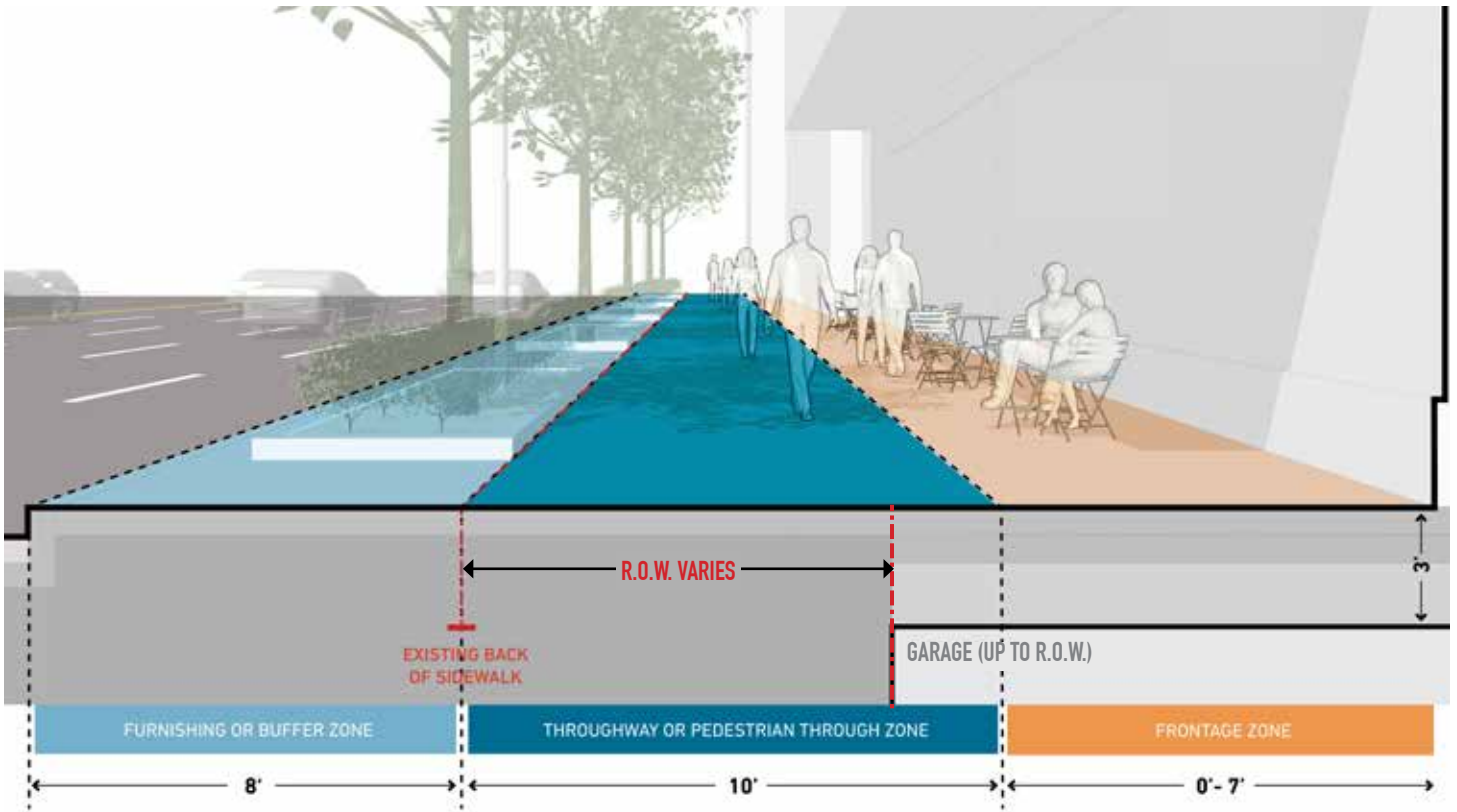 R.O.W. VARIES
3'
EXISTING BACK
OF SIDEWALK
GARAGE (UP TO R.O.W.)
FURNISHING OR BUFFER ZONE
THROUGHWAY OR PEDESTRIAN THROUGH ZONE
FRONTAGE ZONE
8'
10'
0'- 7'